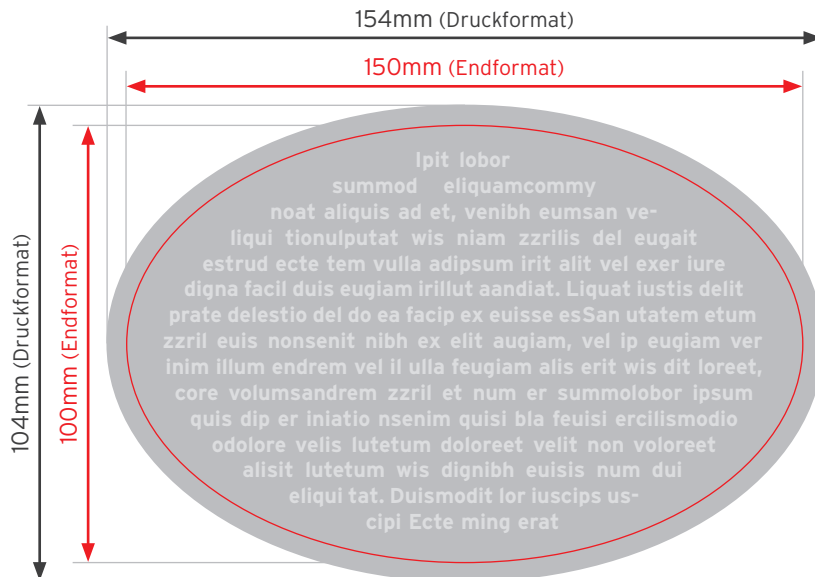 154mm (Druckformat)
150mm (Endformat)
104mm (Druckformat)
100mm (Endformat)
Ipit lobor
summod eliquamcommy
noat aliquis ad et, venibh eumsan ve-
liqui tionulputat wis niam zzrilis del eugait
estrud ecte tem vulla adipsum irit alit vel exer iure
digna facil duis eugiam irillut aandiat. Liquat iustis delit
prate delestio del do ea facip ex euisse esSan utatem etum
zzril euis nonsenit nibh ex elit augiam, vel ip eugiam ver
inim illum endrem vel il ulla feugiam alis erit wis dit loreet,
core volumsandrem zzril et num er summolobor ipsum
quis dip er iniatio nsenim quisi bla feuisi ercilismodio
odolore velis lutetum doloreet velit non voloreet
alisit lutetum wis dignibh euisis num dui
eliqui tat. Duismodit lor iuscips us-
cipi Ecte ming erat